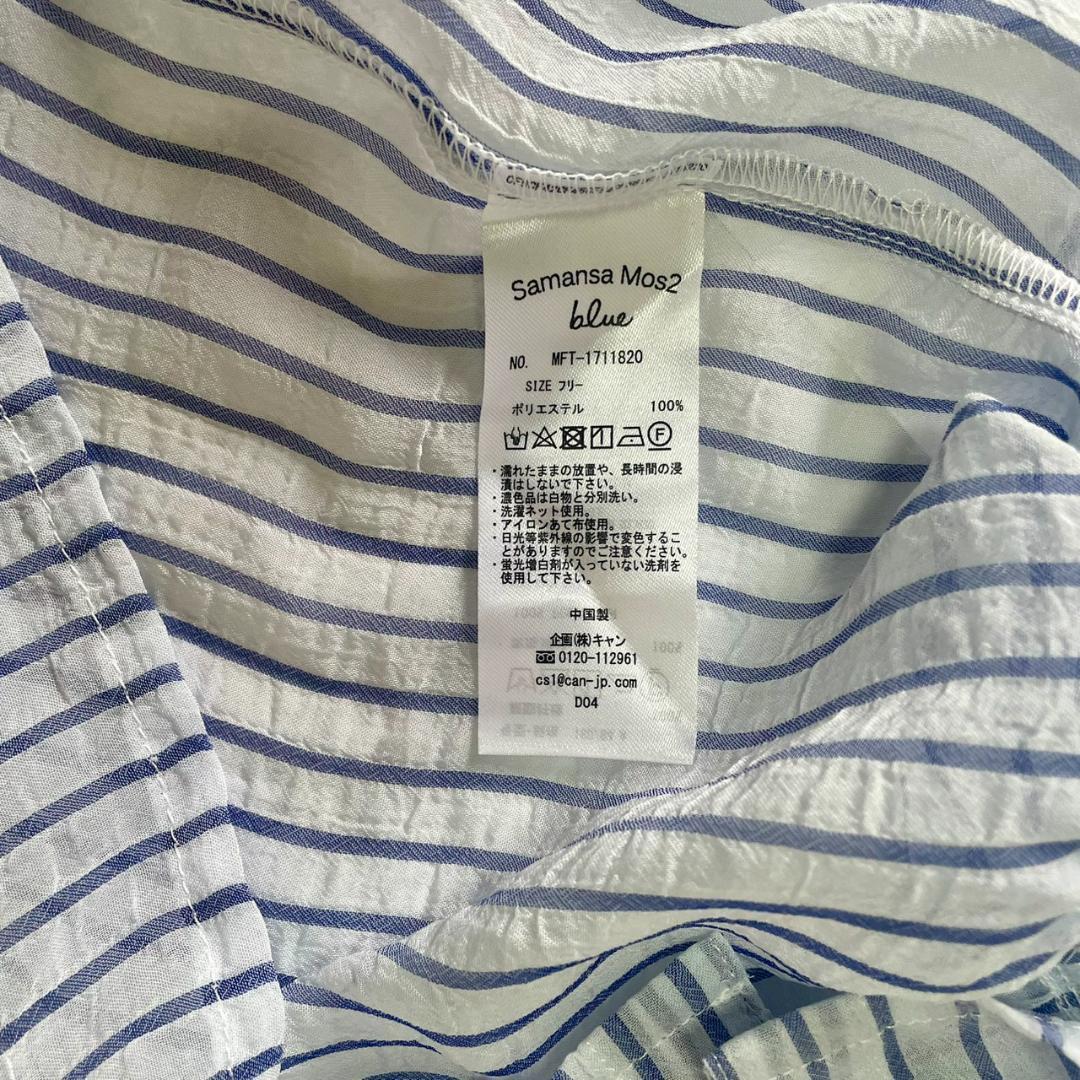 Samansa Mos2
blue
NO. MFT-1711820
SIZE フリー
ポリエステル 100%
F
・濡れたままの放置や、長時間の浸
漬はしないで下さい。
・濃色品は白物と分別洗い。
・洗濯ネット使用。
・アイロンあて布使用。
・日光等紫外線の影響で変色するこ
とがありますのでご注意ください。
・蛍光増白剤が入っていない洗剤を
使用して下さい。
中国製
企画(株)キャン
0120-112961
cs1@can-jp.com
D04